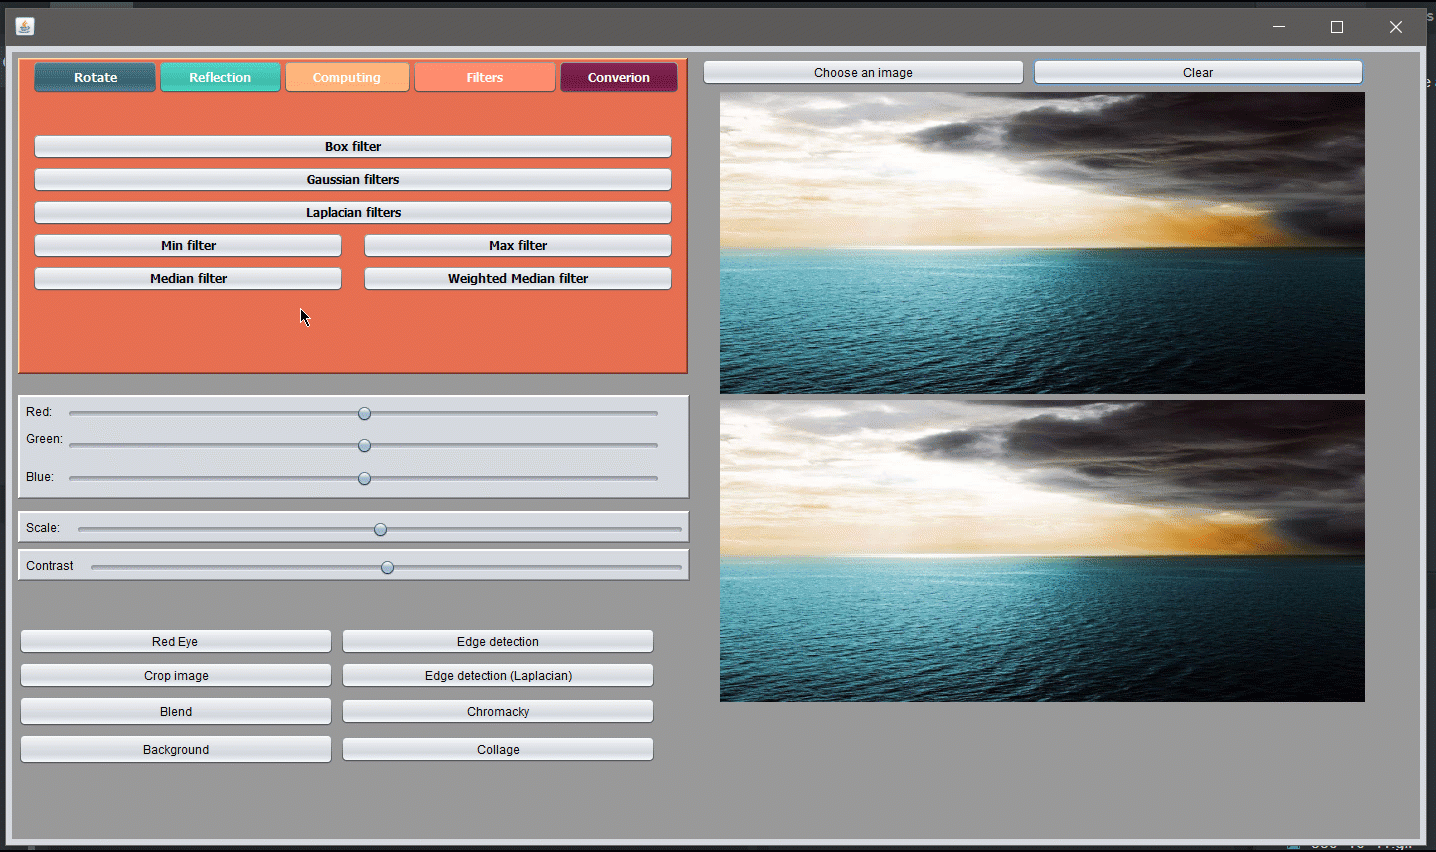 Rotate Reflection Computing Filters Converion
Choose an image Clear
Box filter
Gaussian filters
Laplacian filters
Min filter Max filter
Median filter Weighted Median filter
Red:
Green:
Blue:
Scale:
Contrast
Red Eye Edge detection
Crop image Edge detection (Laplacian)
Blend Chromacky
Background Collage